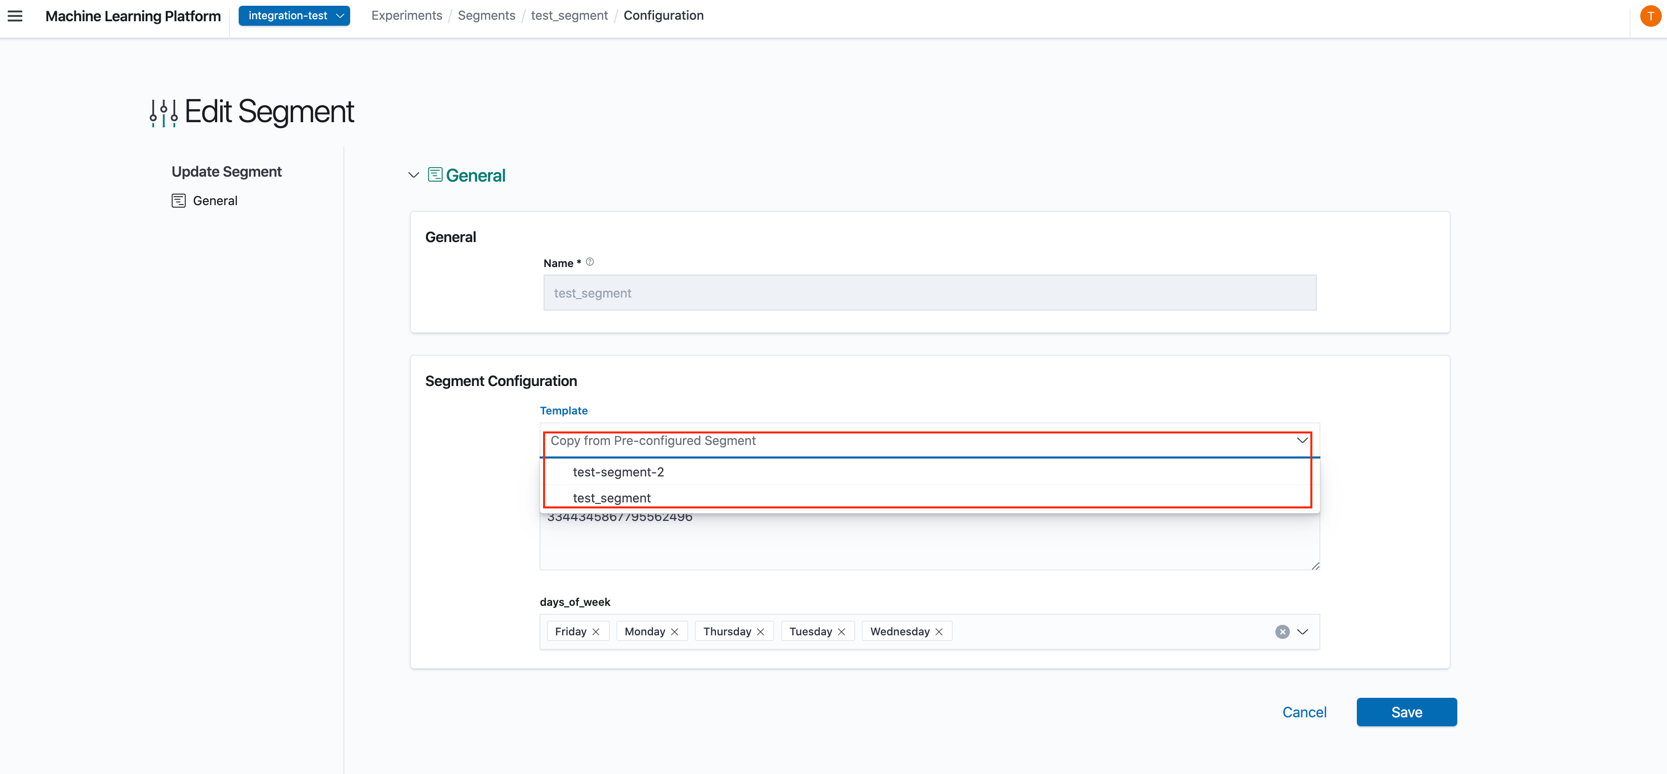 Machine Learning Platform integration-test Experiments / Segments / test_segment / Configuration T
Edit Segment
Update Segment
General
General
General
Name *
test_segment
Segment Configuration
Template
Copy from Pre-configured Segment
test-segment-2
test_segment
3344345867795562496
days_of_week
Friday Monday Thursday Tuesday Wednesday
Cancel Save